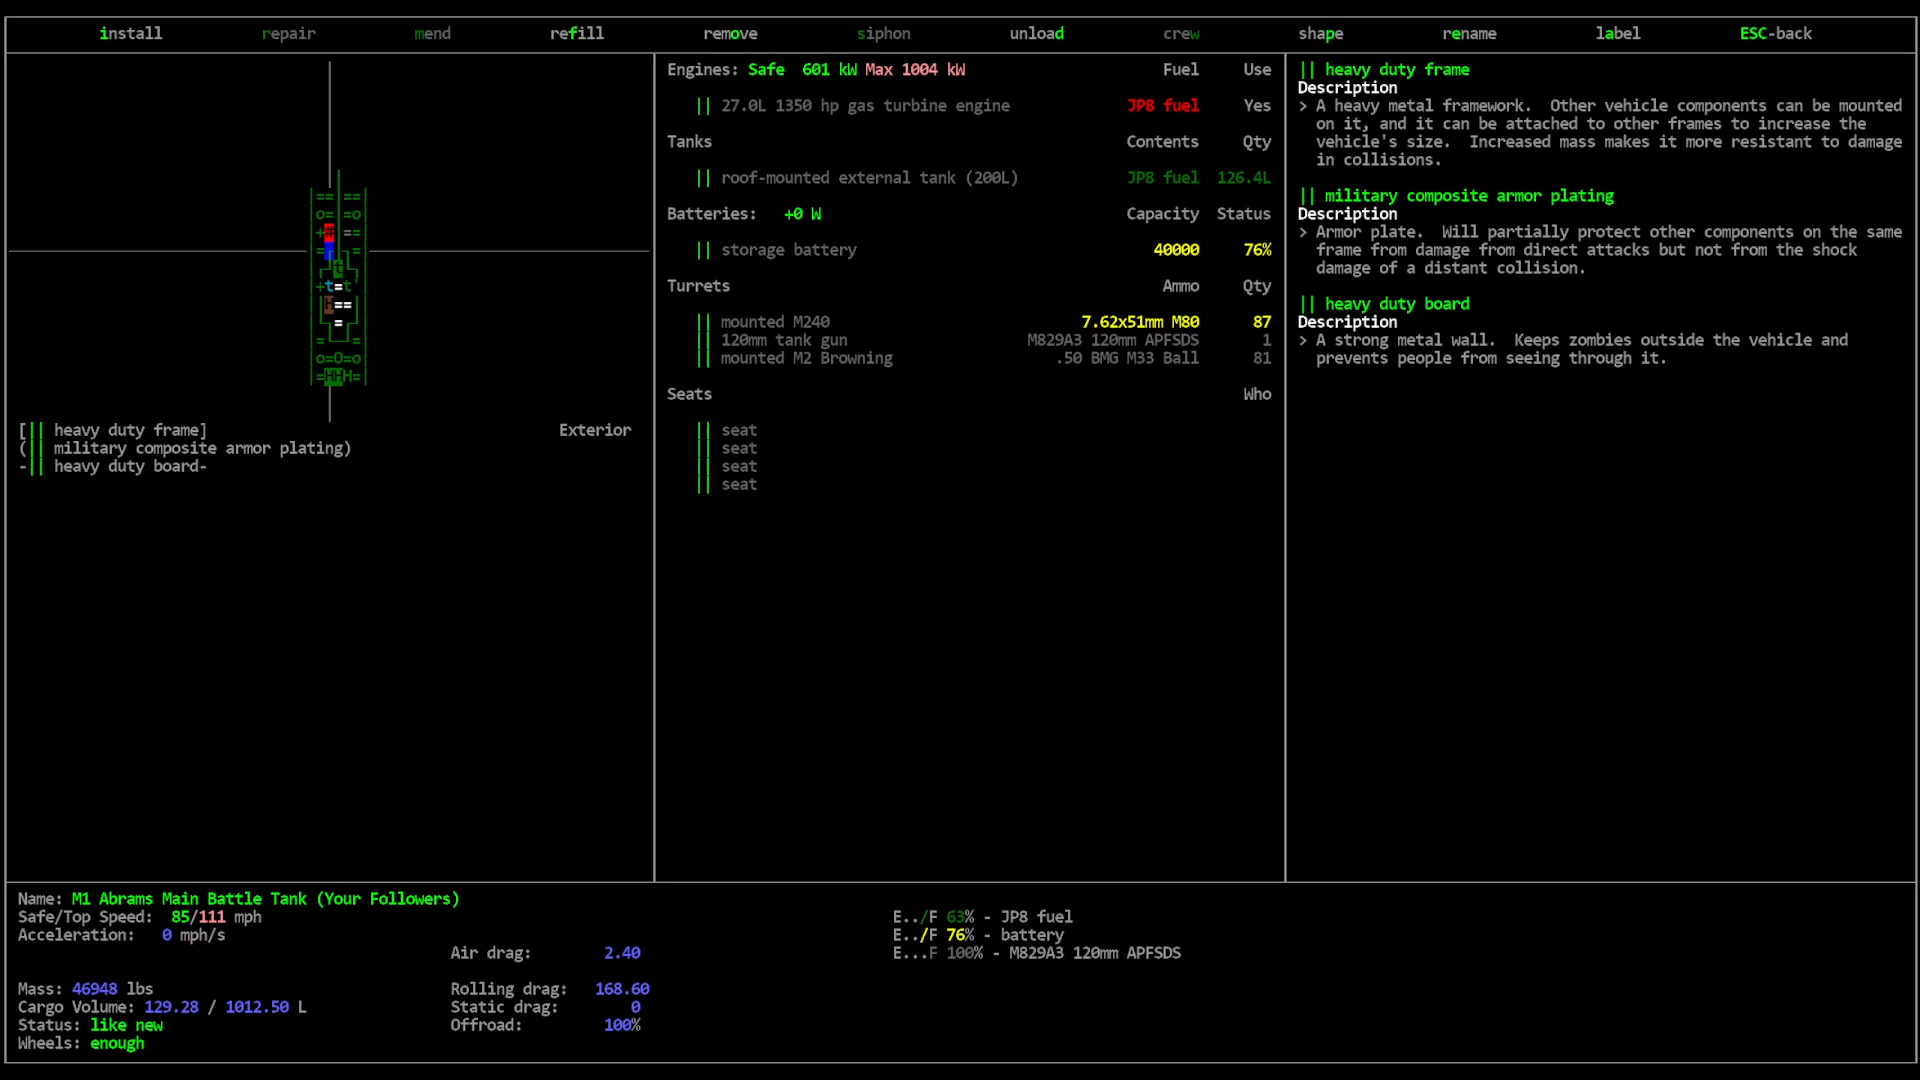 install repair mend refill remove siphon unload crew shape rename label ESC-back
Engines: Safe 601 kW Max 1004 kW Fuel Use
|| 27.0L 1350 hp gas turbine engine JP8 fuel Yes
Tanks Contents Qty
|| roof-mounted external tank (200L) JP8 fuel 126.4L
Batteries: +0 W Capacity Status
|| storage battery 40000 76%
Turrets Ammo Qty
|| mounted M240 7.62x51mm M80 87
|| 120mm tank gun M829A3 120mm APFSDS 1
|| mounted M2 Browning .50 BMG M33 Ball 81
Seats Who
|| seat
|| seat
|| seat
|| seat
[|| heavy duty frame] Exterior
(|| military composite armor plating)
-|| heavy duty board-
|| heavy duty frame
Description
> A heavy metal framework. Other vehicle components can be mounted
on it, and it can be attached to other frames to increase the
vehicle's size. Increased mass makes it more resistant to damage
in collisions.
|| military composite armor plating
Description
> Armor plate. Will partially protect other components on the same
frame from damage from direct attacks but not from the shock
damage of a distant collision.
|| heavy duty board
Description
> A strong metal wall. Keeps zombies outside the vehicle and
prevents people from seeing through it.
Name: M1 Abrams Main Battle Tank (Your Followers)
Safe/Top Speed: 85/111 mph
Acceleration: 0 mph/s
Mass: 46948 lbs
Cargo Volume: 129.28 / 1012.50 L
Status: like new
Wheels: enough
Air drag: 2.40
Rolling drag: 168.60
Static drag: 0
Offroad: 100%
E../F 63% - JP8 fuel
E../F 76% - battery
E...F 100% - M829A3 120mm APFSDS